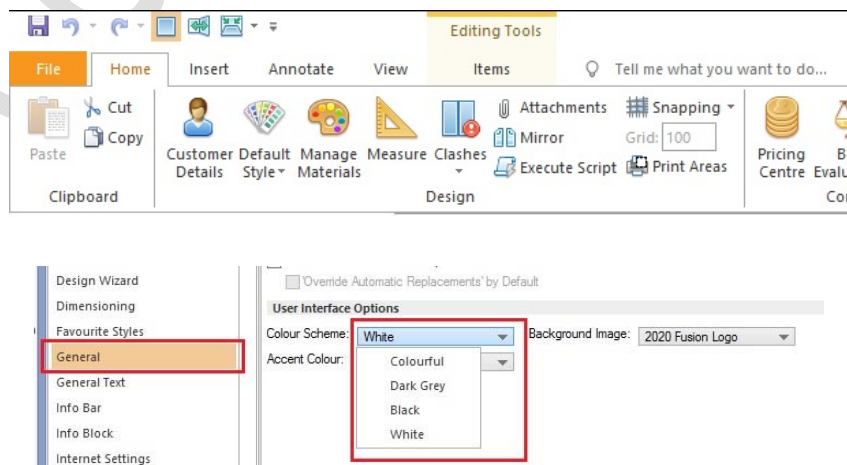 Editing Tools
File Home Insert Annotate View Items Tell me what you want to do...
Paste
Cut
Copy
Clipboard
Customer Details
Default Style
Manage Materials
Measure
Clashes
Attachments
Mirror
Execute Script
Snapping
Grid: 100
Print Areas
Design
Pricing Centre
Design Wizard
Dimensioning
Favourite Styles
General
General Text
Info Bar
Info Block
Internet Settings
'Override Automatic Replacements' by Default
User Interface Options
Colour Scheme: White
Background Image: 2020 Fusion Logo
Accent Colour:
Colourful
Dark Grey
Black
White